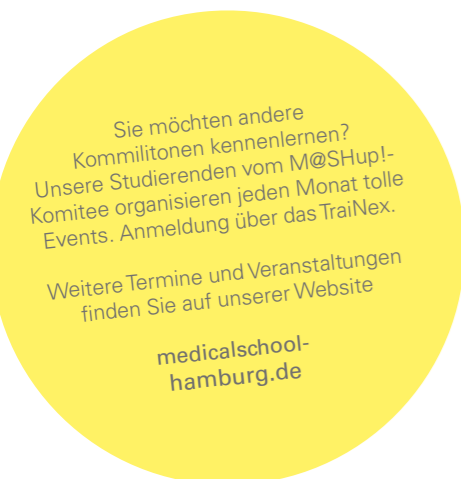 Sie möchten andere
Kommilitonen kennenlernen?
Unsere Studierenden vom M@SHup!-
Komitee organisieren jeden Monat tolle
Events. Anmeldung über das TraiNex.
Weitere Termine und Veranstaltungen
finden Sie auf unserer Website
medicalschool-
hamburg.de